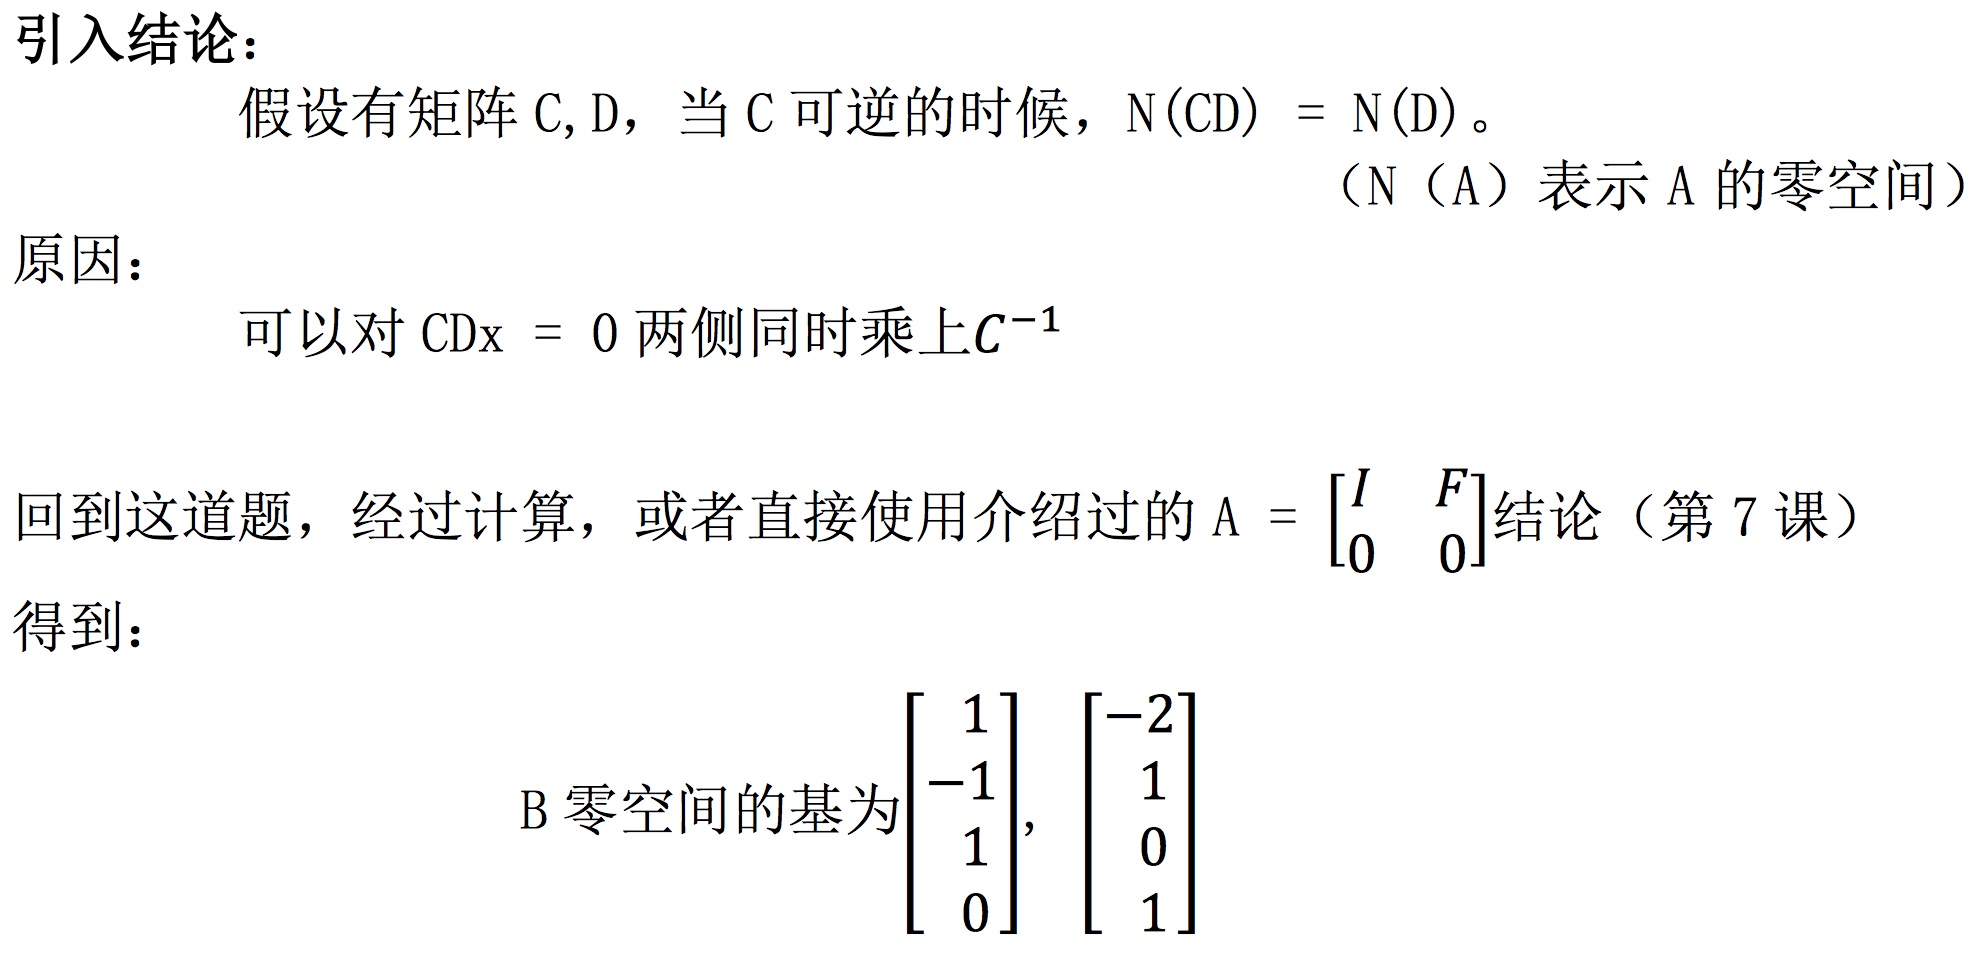 引入结论：
假设有矩阵 C,D，当 C 可逆的时候，N(CD) = N(D)。
（N（A）表示 A 的零空间）
原因：
可以对 CDx = 0 两侧同时乘上$C^{-1}$
回到这道题，经过计算，或者直接使用介绍过的 A = $\begin{bmatrix} I & F \\ 0 & 0 \end{bmatrix}$结论（第 7 课）
得到：
B 零空间的基为$\begin{bmatrix} 1 \\ -1 \\ 1 \\ 0 \end{bmatrix}$, $\begin{bmatrix} -2 \\ 1 \\ 0 \\ 1 \end{bmatrix}$